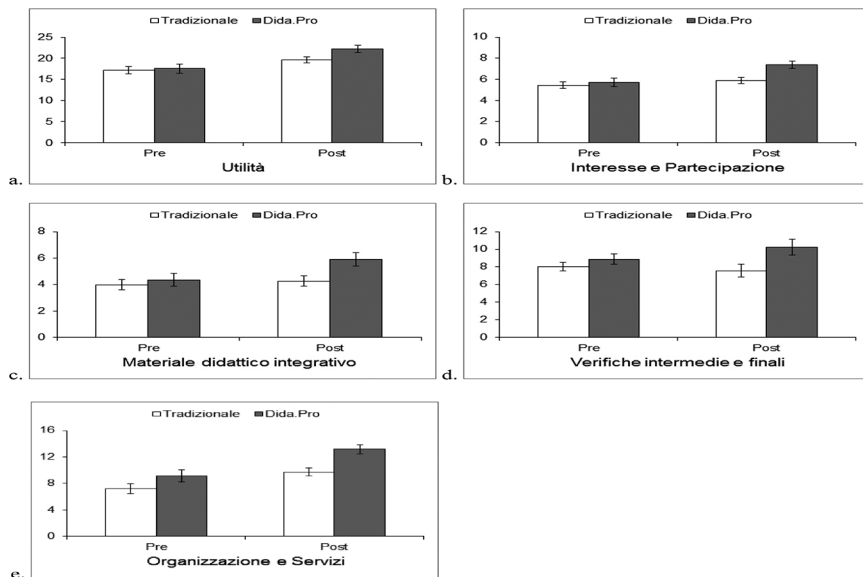 Tradizionale Dida.Pro
25
20
15
10
5
0
Pre Post
Utilità
a.
Tradizionale Dida.Pro
10
8
6
4
2
0
Pre Post
Interesse e Partecipazione
b.
Tradizionale Dida.Pro
8
6
4
2
0
Pre Post
Materiale didattico integrativo
c.
Tradizionale Dida.Pro
12
10
8
6
4
2
0
Pre Post
Verifiche intermedie e finali
d.
Tradizionale Dida.Pro
16
12
8
4
0
Pre Post
Organizzazione e Servizi
e.